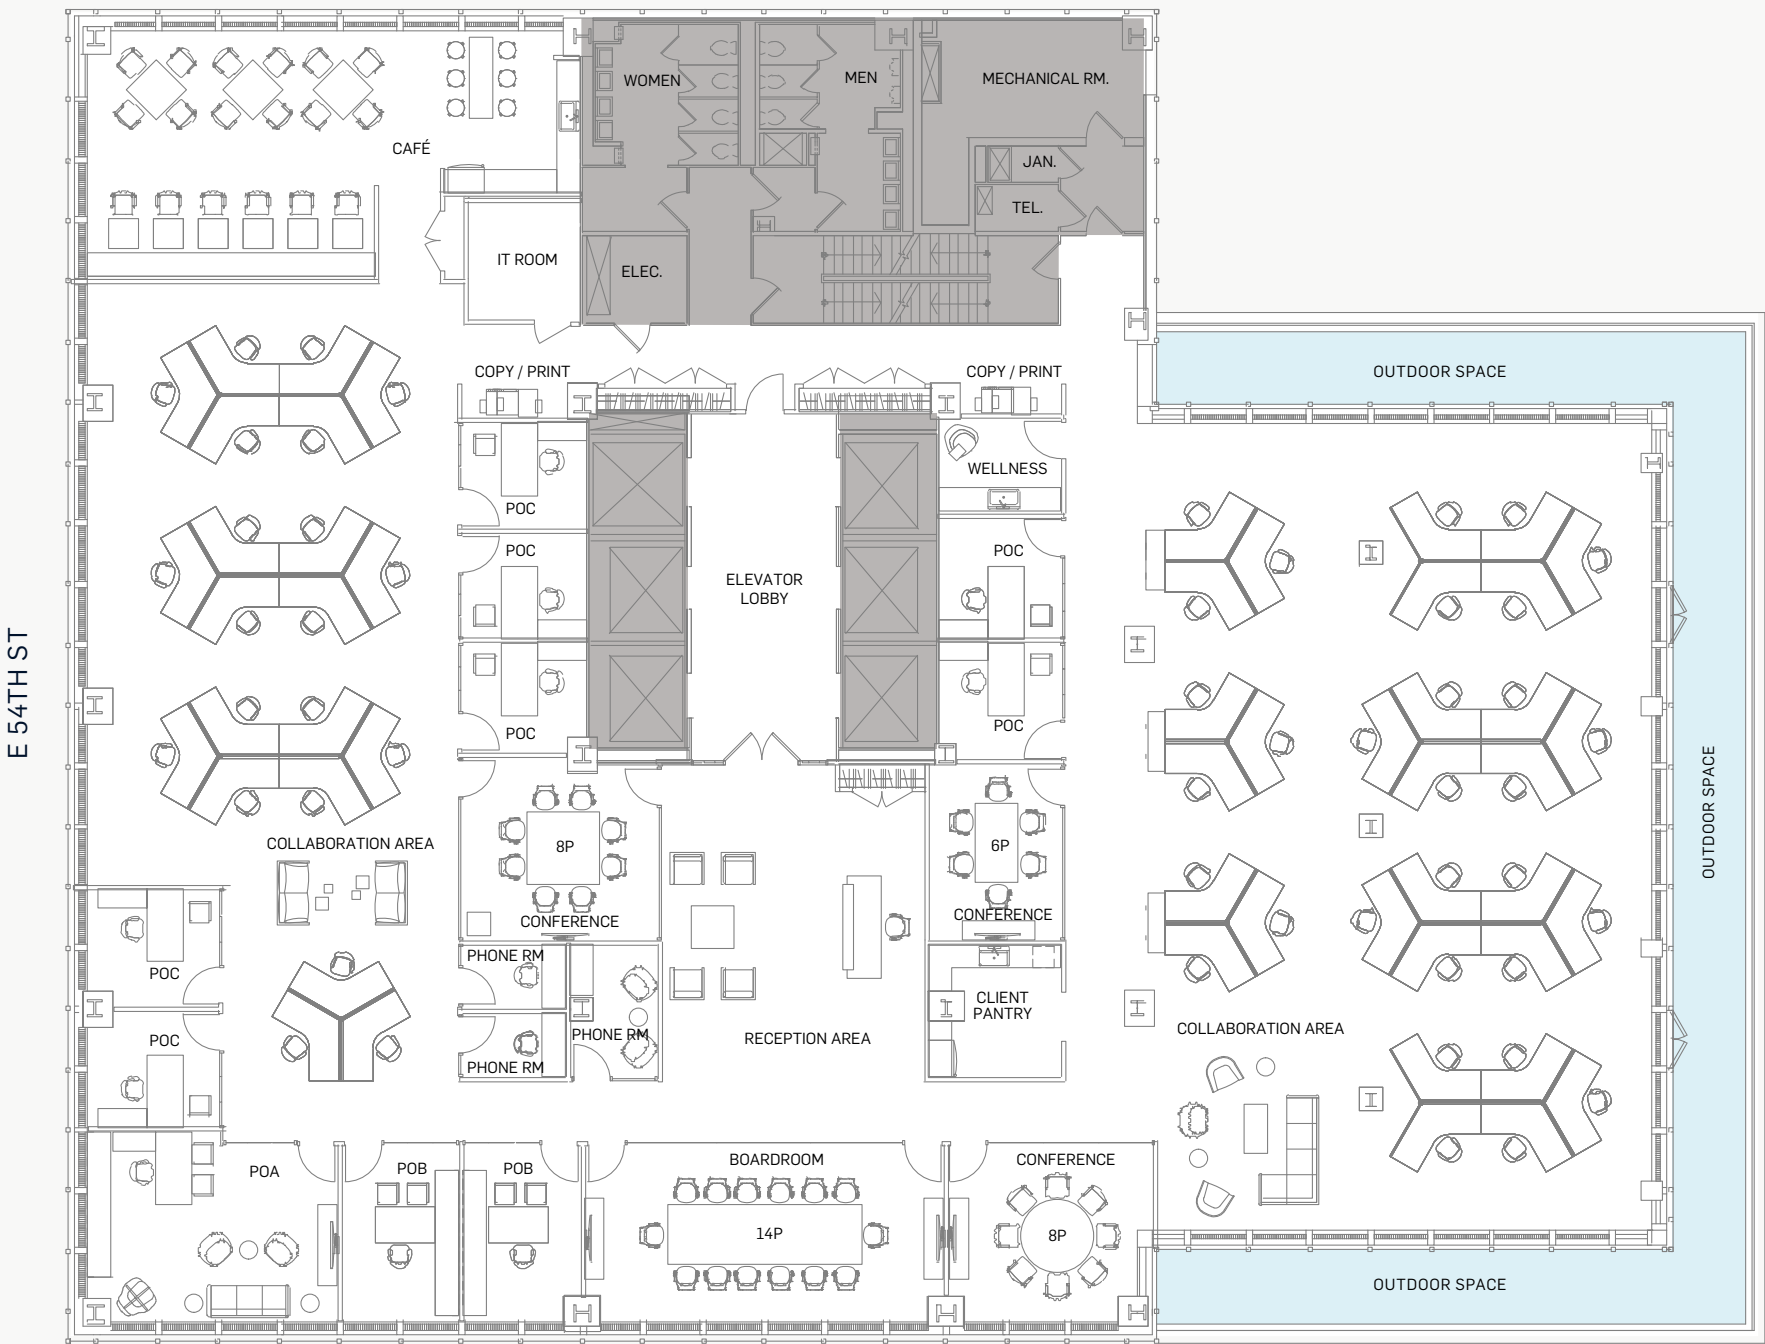 WOMEN
MEN
MECHANICAL RM.
CAFÉ
JAN.
TEL.
IT ROOM
ELEC.
COPY / PRINT
COPY / PRINT
OUTDOOR SPACE
WELLNESS
POC
POC
POC
ELEVATOR
LOBBY
E 54TH ST
POC
POC
OUTDOOR SPACE
COLLABORATION AREA
8P
6P
CONFERENCE
CONFERENCE
PHONE RM
POC
CLIENT
PANTRY
COLLABORATION AREA
PHONE RM
RECEPTION AREA
POC
PHONE RM
POA
POB
POB
BOARDROOM
CONFERENCE
14P
8P
OUTDOOR SPACE